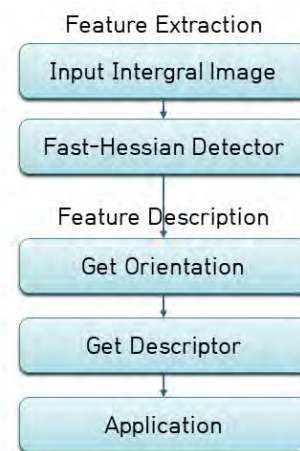 Feature Extraction
Input Intergral Image
Fast-Hessian Detector
Feature Description
Get Orientation
Get Descriptor
Application